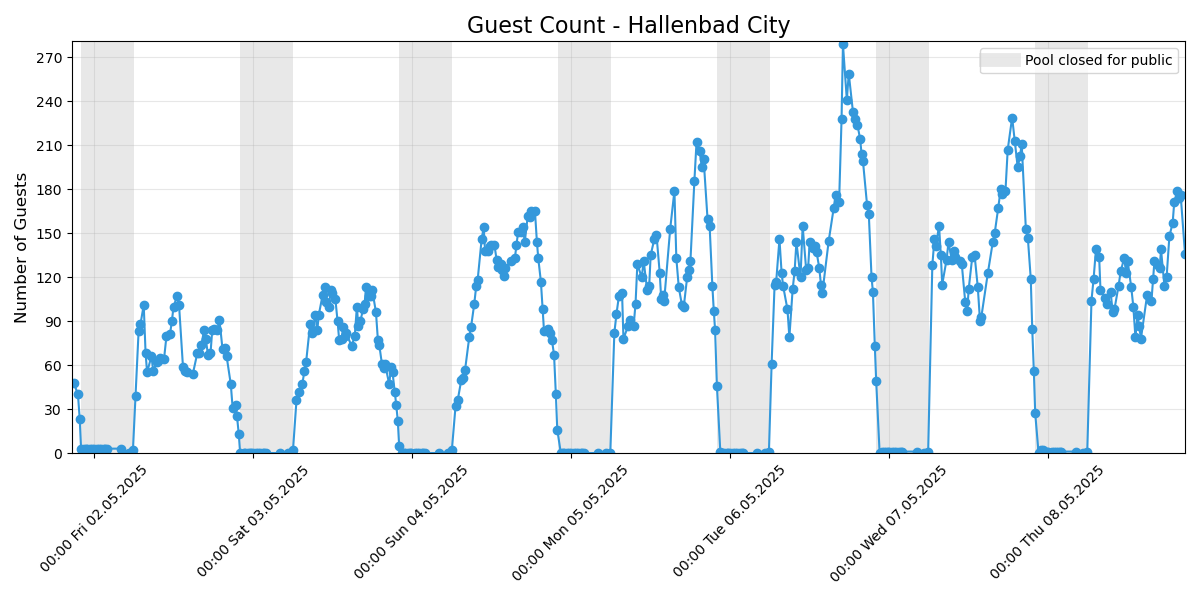 Guest Count - Hallenbad City
Pool closed for public
Number of Guests
270
240
210
180
150
120
90
60
30
0
00:00 Fri 02.05.2025
00:00 Sat 03.05.2025
00:00 Sun 04.05.2025
00:00 Mon 05.05.2025
00:00 Tue 06.05.2025
00:00 Wed 07.05.2025
00:00 Thu 08.05.2025